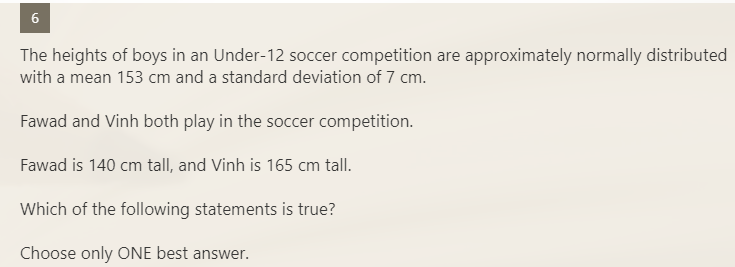 6
The heights of boys in an Under-12 soccer competition are approximately normally distributed
with a mean 153 cm and a standard deviation of 7 cm.
Fawad and Vinh both play in the soccer competition.
Fawad is 140 cm tall, and Vinh is 165 cm tall.
Which of the following statements is true?
Choose only ONE best answer.